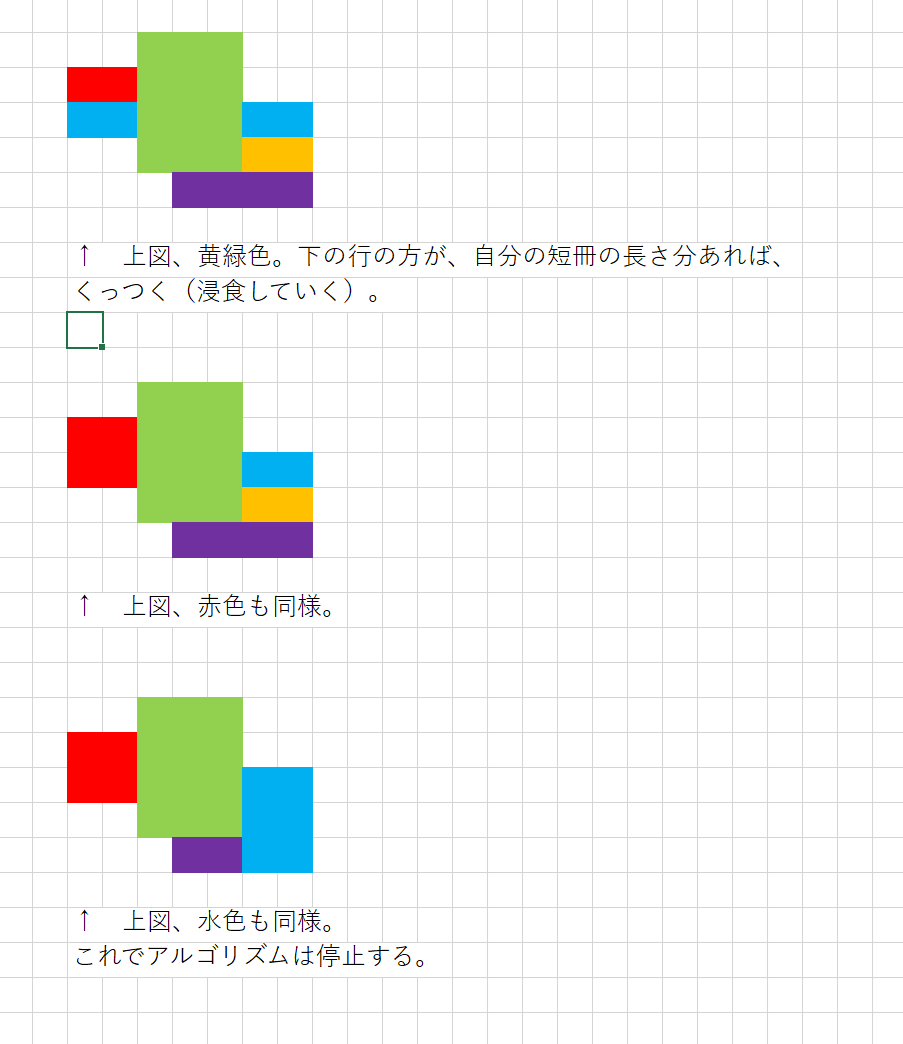 ↑　上図、黄緑色。下の行の方が、自分の短冊の長さ分あれば、
くっつく（浸食していく）。
↑　上図、赤色も同様。
↑　上図、水色も同様。
これでアルゴリズムは停止する。